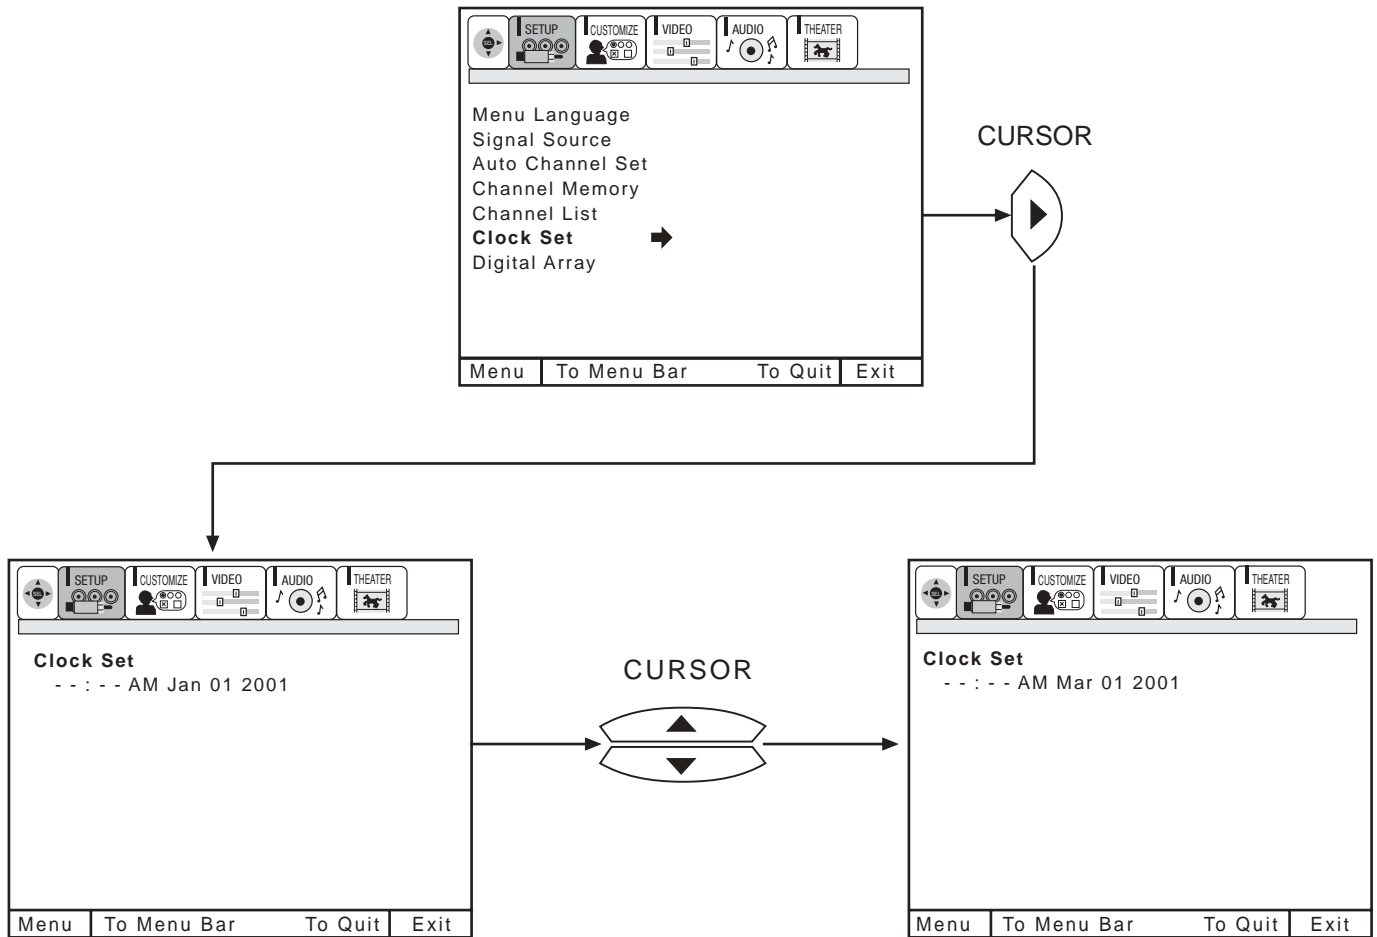 SEL SETUP CUSTOMIZE VIDEO AUDIO THEATER
Menu Language
Signal Source
Auto Channel Set
Channel Memory
Channel List
Clock Set
Digital Array
Menu To Menu Bar To Quit Exit
CURSOR
SEL SETUP CUSTOMIZE VIDEO AUDIO THEATER
Clock Set
- - : - - AM Jan 01 2001
Menu To Menu Bar To Quit Exit
CURSOR
SEL SETUP CUSTOMIZE VIDEO AUDIO THEATER
Clock Set
- - : - - AM Mar 01 2001
Menu To Menu Bar To Quit Exit